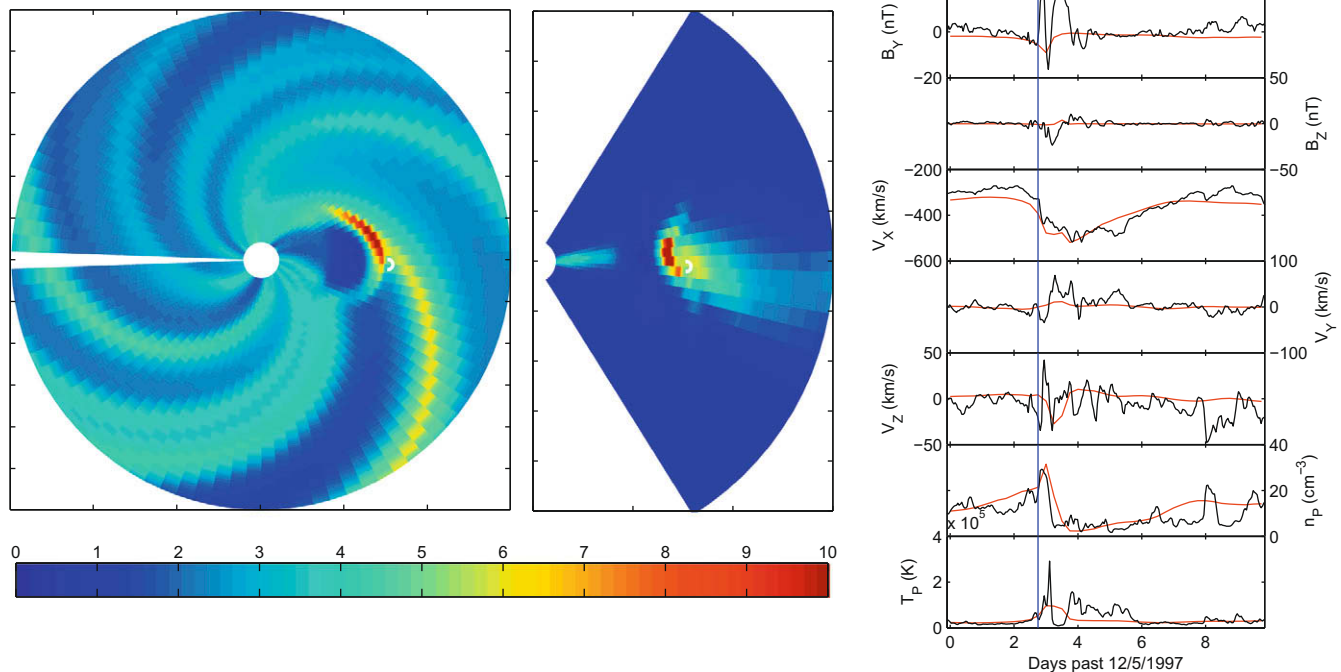 0 1 2 3 4 5 6 7 8 9 10
B_Y (nT)
0
−20
50
0
−50
B_Z (nT)
−200
−400
−600
V_X (km/s)
100
0
−100
V_Y (km/s)
50
0
−50
V_Z (km/s)
40
20
0
n_P (cm⁻³)
x 10⁵
4
2
0
T_P (K)
0 2 4 6 8
Days past 12/5/1997